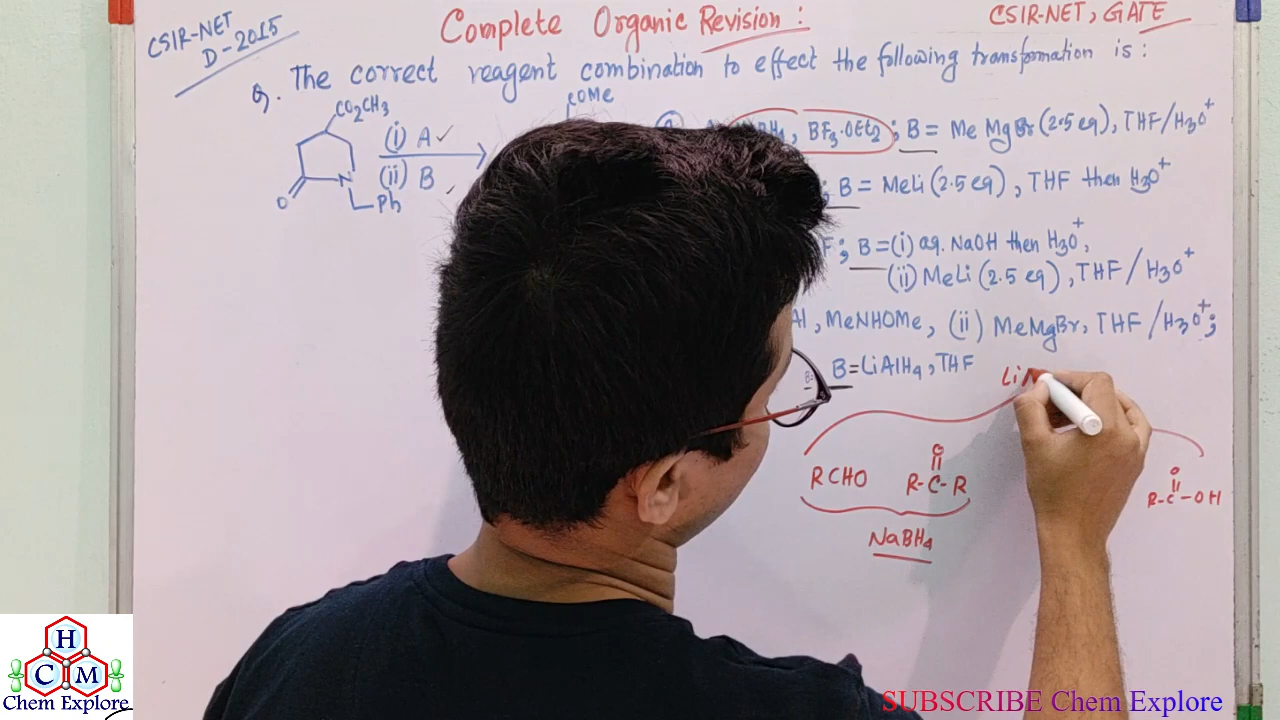 CSIR-NET
D-2015
Complete Organic Revision :
CSIR-NET, GATE
Q. The correct reagent combination to effect the following transformation is :
CO2CH3
O
N
Ph
(i) A ✓
(ii) B
COMe
BF3·OEt2 ; B = MeMgBr (2.5 eq), THF/H3O+
; B = MeLi (2.5 eq), THF then H3O+
; B = (i) aq. NaOH then H3O+,
(ii) MeLi (2.5 eq), THF / H3O+
, MeNHOMe, (ii) MeMgBr, THF / H3O+ ;
B = LiAlH4, THF
RCHO
O
R-C-R
NaBH4
Li
O
R-C-OH
H
C M
Chem Explore
SUBSCRIBE Chem Explore